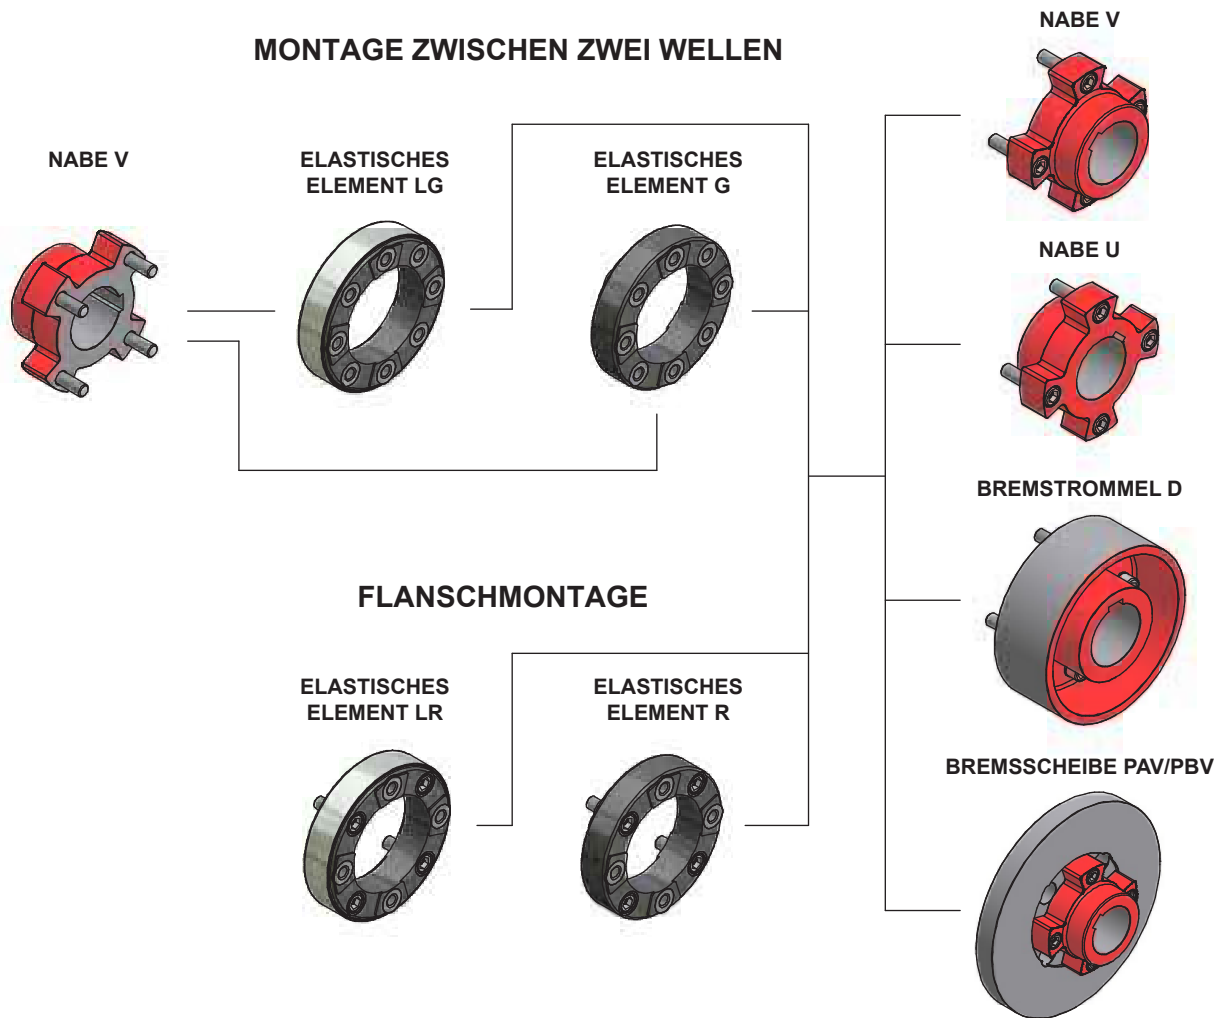 MONTAGE ZWISCHEN ZWEI WELLEN
NABE V
ELASTISCHES
ELEMENT LG
ELASTISCHES
ELEMENT G
NABE V
NABE U
BREMSTROMMEL D
BREMSSCHEIBE PAV/PBV
FLANSCHMONTAGE
ELASTISCHES
ELEMENT LR
ELASTISCHES
ELEMENT R